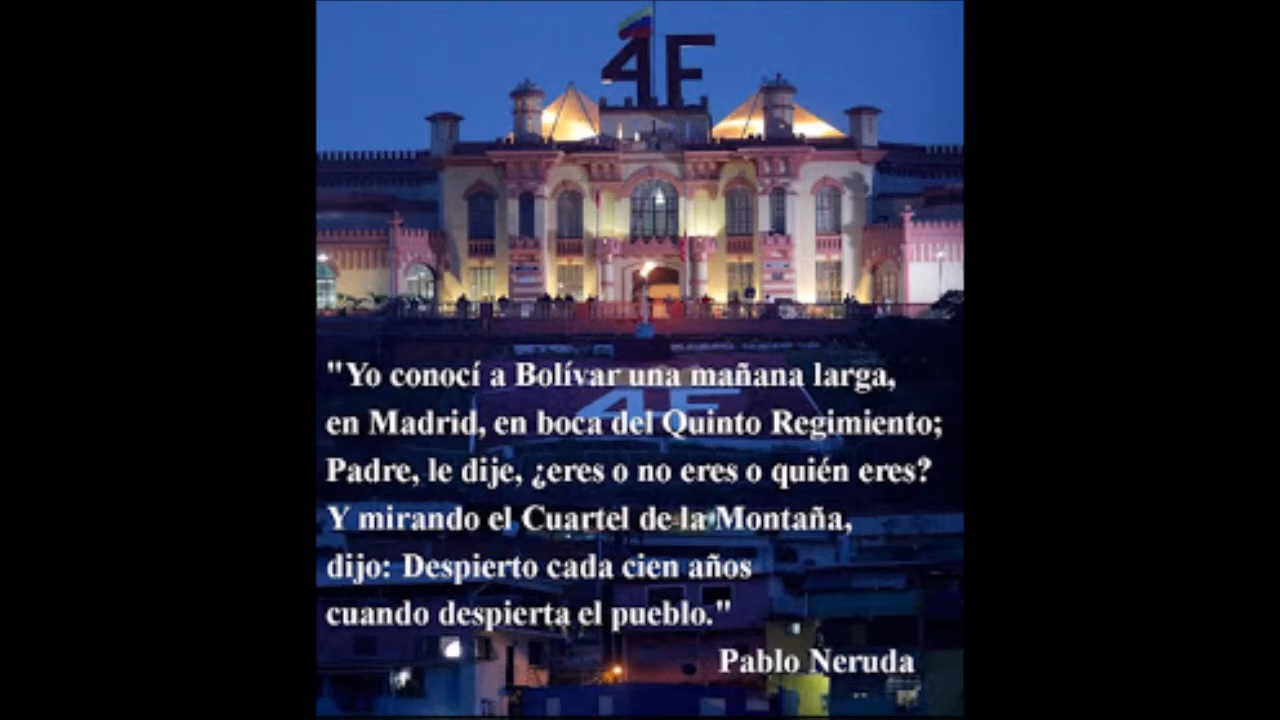 4F
"Yo conocí a Bolívar una mañana larga,
4F
en Madrid, en boca del Quinto Regimiento;
Padre, le dije, ¿eres o no eres o quién eres?
Y mirando el Cuartel de la Montaña,
dijo: Despierto cada cien años
cuando despierta el pueblo."
Pablo Neruda